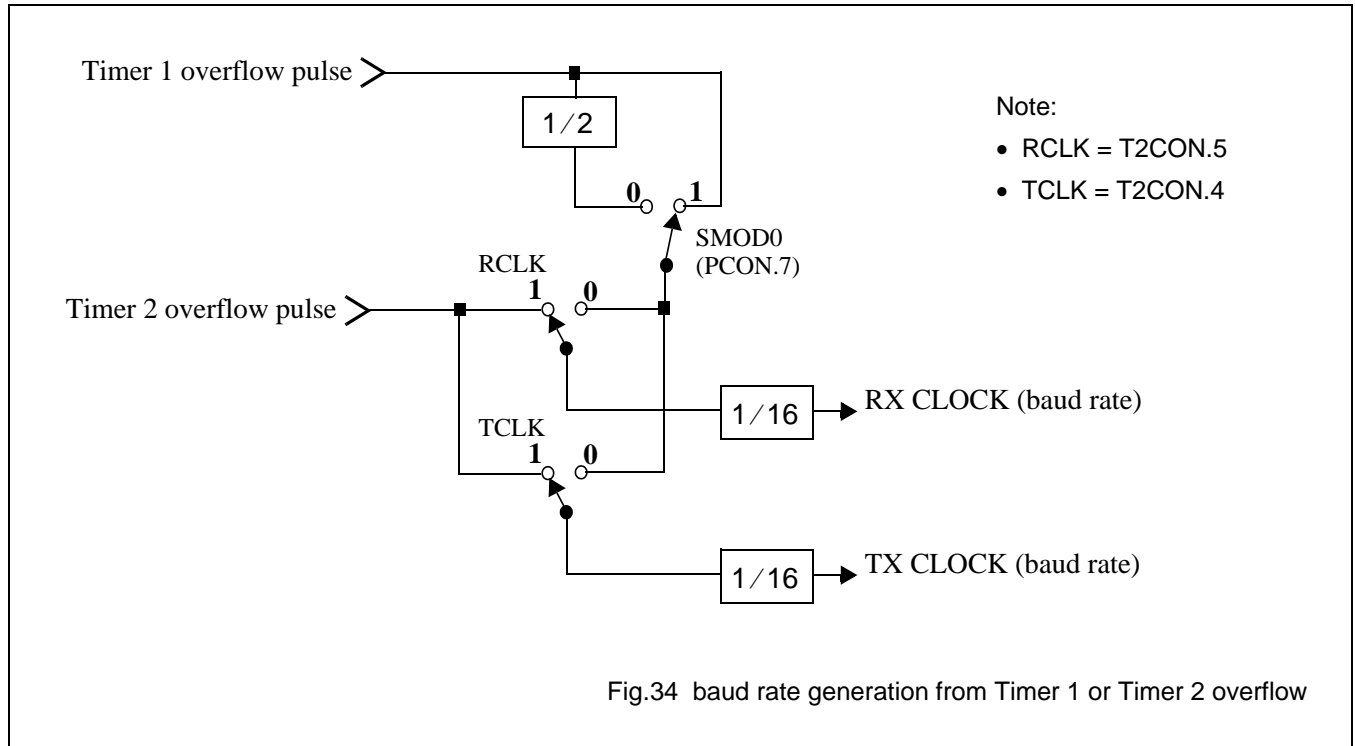 Timer 1 overflow pulse
1/2
Note:
• RCLK = T2CON.5
• TCLK = T2CON.4
0 1
SMOD0
(PCON.7)
RCLK
1 0
Timer 2 overflow pulse
1/16
RX CLOCK (baud rate)
TCLK
1 0
1/16
TX CLOCK (baud rate)
Fig.34 baud rate generation from Timer 1 or Timer 2 overflow